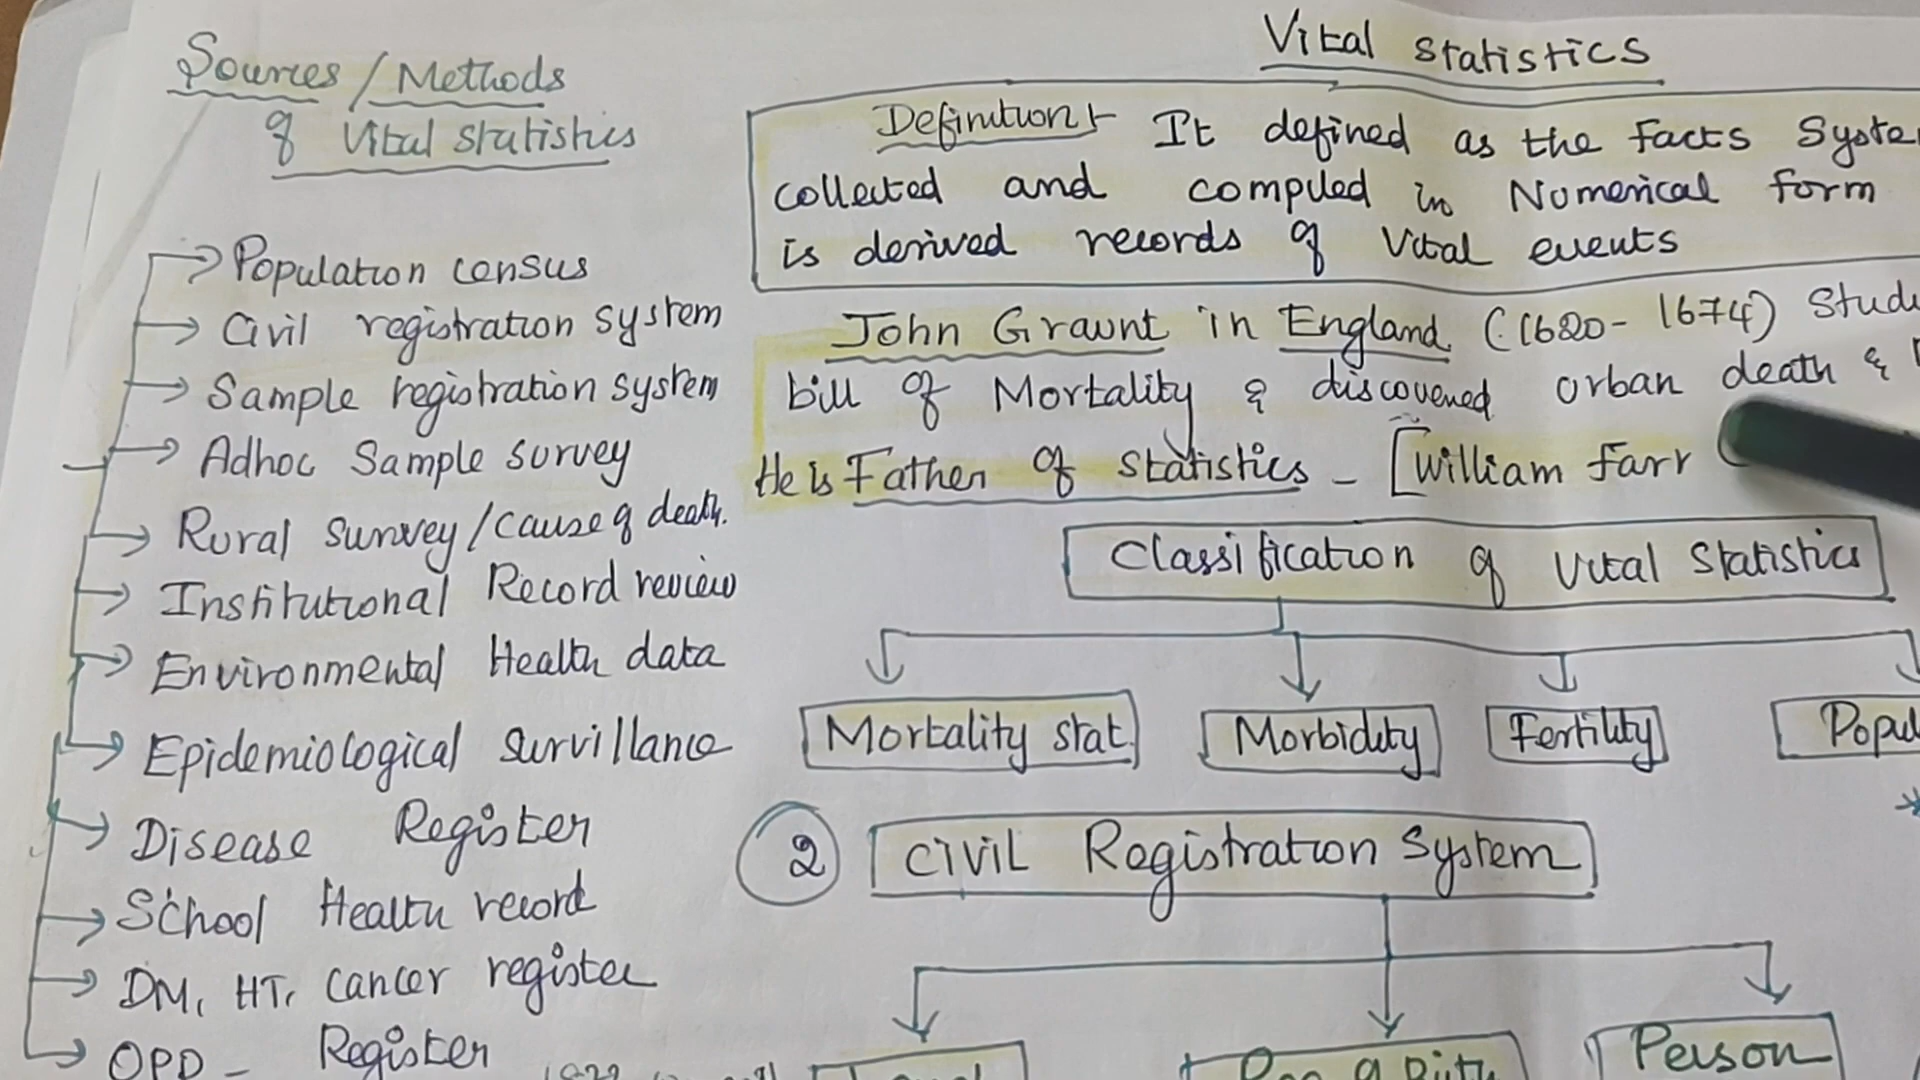 Sources / Methods
of Vital statistics
Population census
Civil registration system
Sample registration system
Adhoc Sample survey
Rural Survey / cause of death.
Institutional Record review
Environmental Health data
Epidemiological Survillance
Disease Register
School Health record
DM, HT, cancer register
OPD - Register
Vital Statistics
Definition:- It defined as the Facts Syste
collected and compiled in Numerical form
is derived records of Vital events
John Graunt in England (1620- 1674) Stud
bill of Mortality & discovered Urban death &
He is Father of Statistics - [William Farr
Classification of Vital Statistics
Mortality stat. Morbidity Fertility Popul
2 CIVIL Registration System
Person